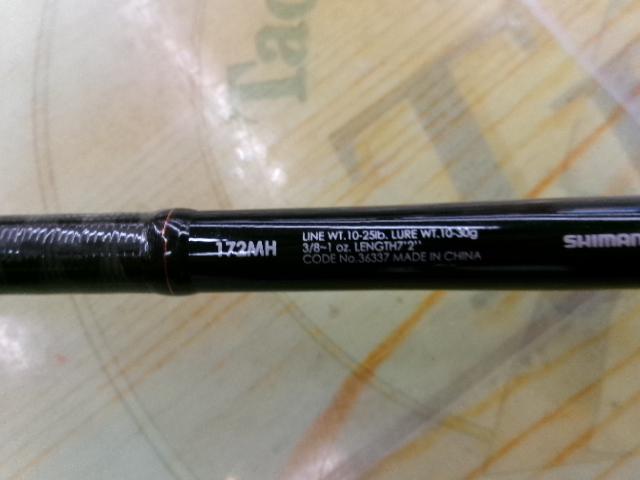 172MH
LINE WT.10-25lb. LURE WT.10-30g
3/8~1 oz. LENGTH7'2''
CODE No.36337 MADE IN CHINA
SHIMAN
Tac